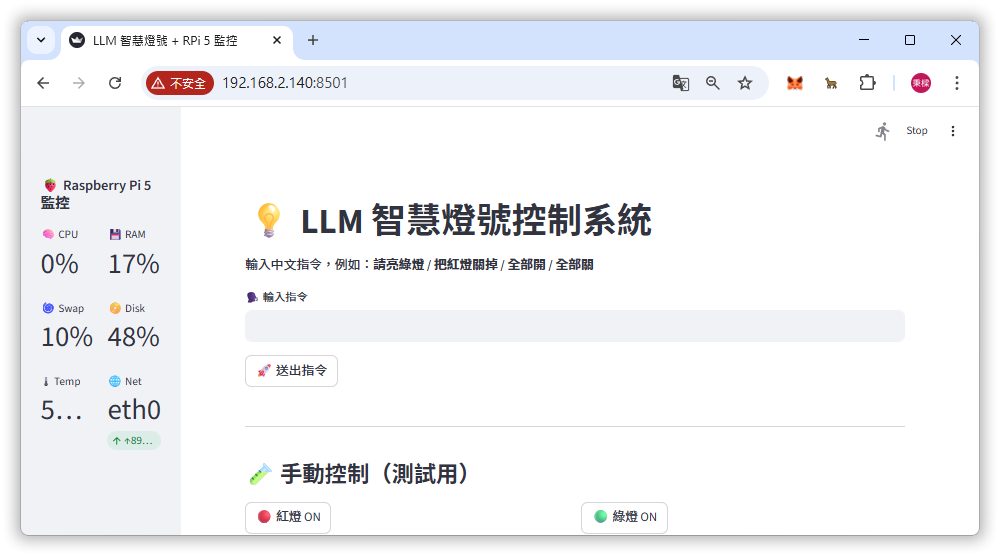 LLM 智慧燈號 + RPi 5 監控
不安全
192.168.2.140:8501
秉樑
Stop
Raspberry Pi 5
監控
CPU
RAM
0%
17%
Swap
Disk
10%
48%
Temp
Net
5…
eth0
↑ ↑89…
LLM 智慧燈號控制系統
輸入中文指令，例如：請亮綠燈 / 把紅燈關掉 / 全部開 / 全部關
輸入指令
送出指令
手動控制（測試用）
紅燈 ON
綠燈 ON